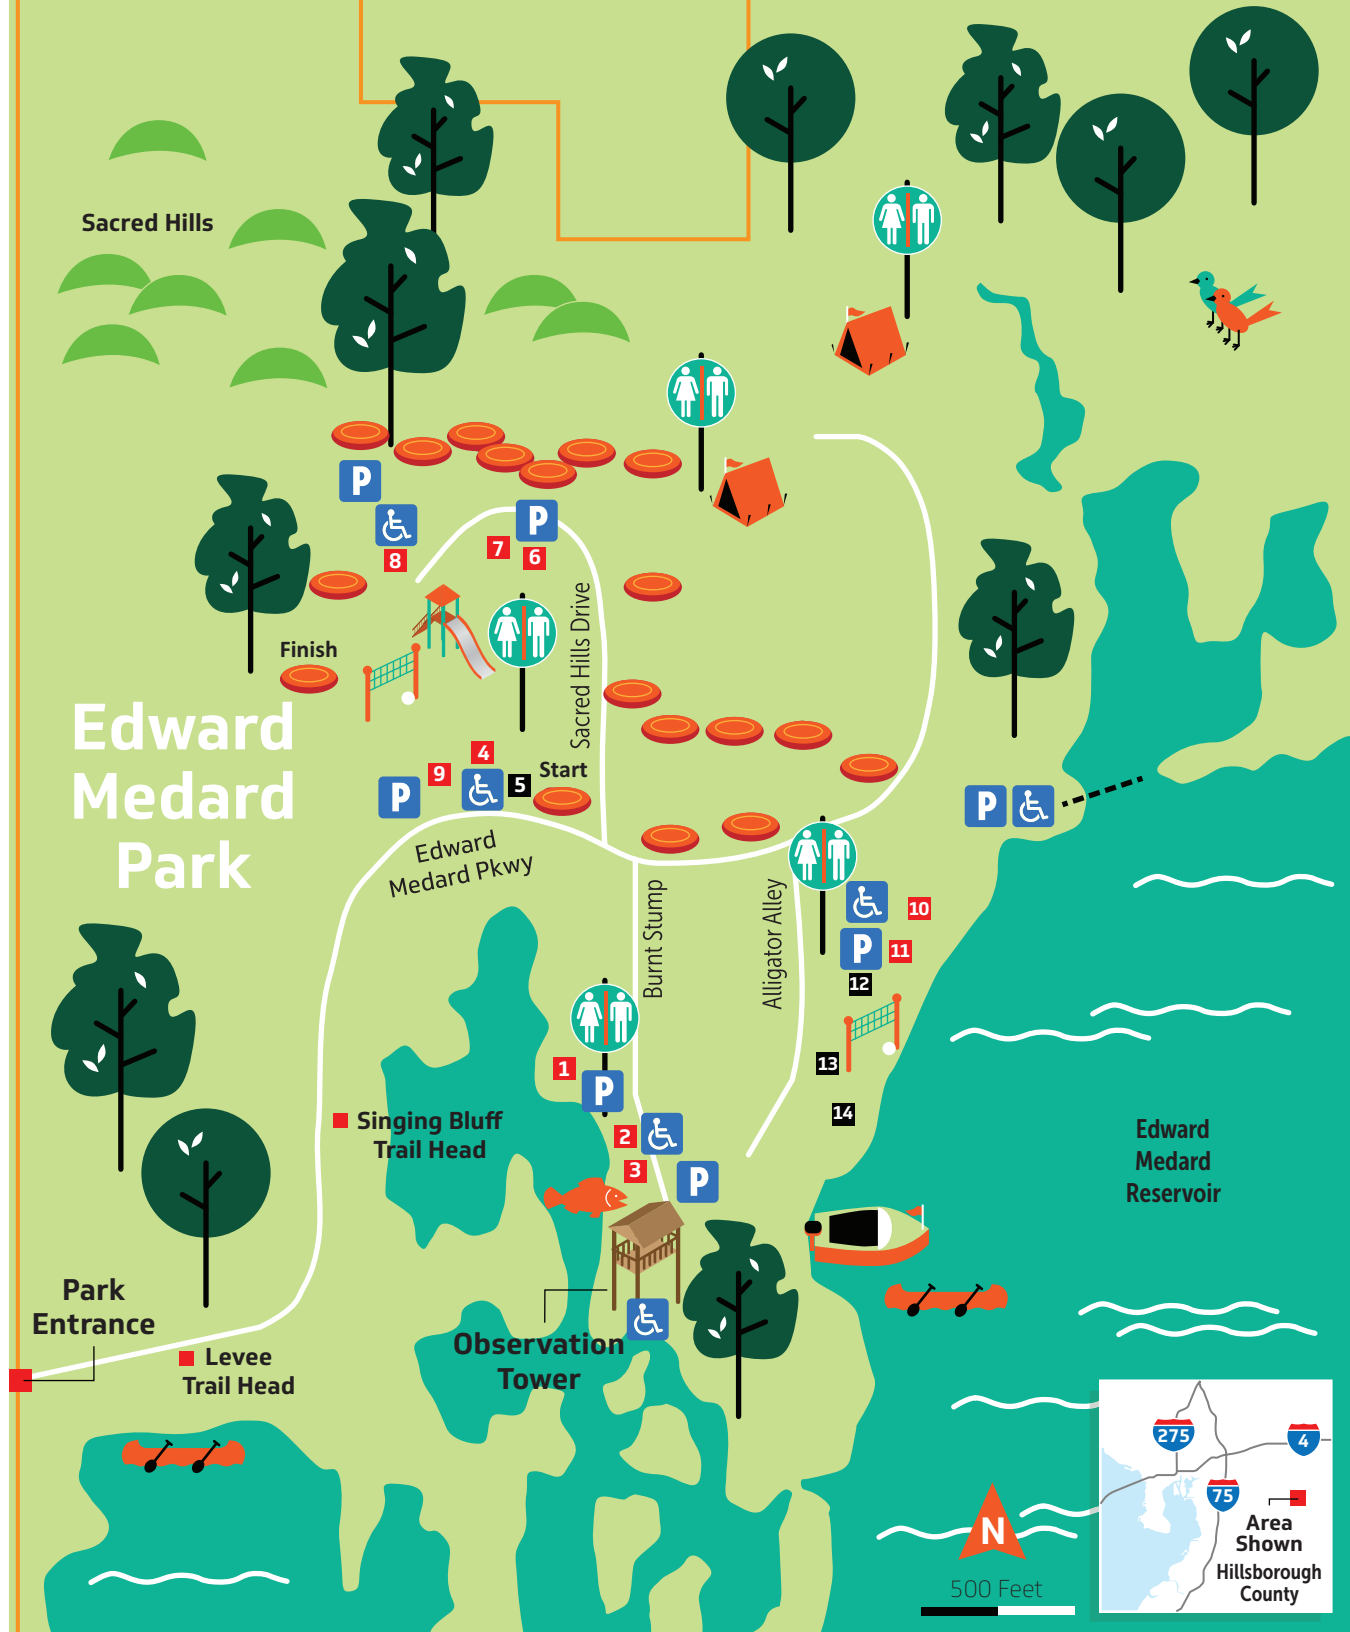 Sacred Hills
P
8
P
7
6
Finish
Sacred Hills Drive
Edward
Medard
Park
4
9
5
Start
P
Edward
Medard Pkwy
P
Burnt Stump
Alligator Alley
10
P
11
12
13
14
1
P
2
3
P
Singing Bluff
Trail Head
Edward
Medard
Reservoir
Park
Entrance
Levee
Trail Head
Observation
Tower
N
500 Feet
275
4
75
Area
Shown
Hillsborough
County